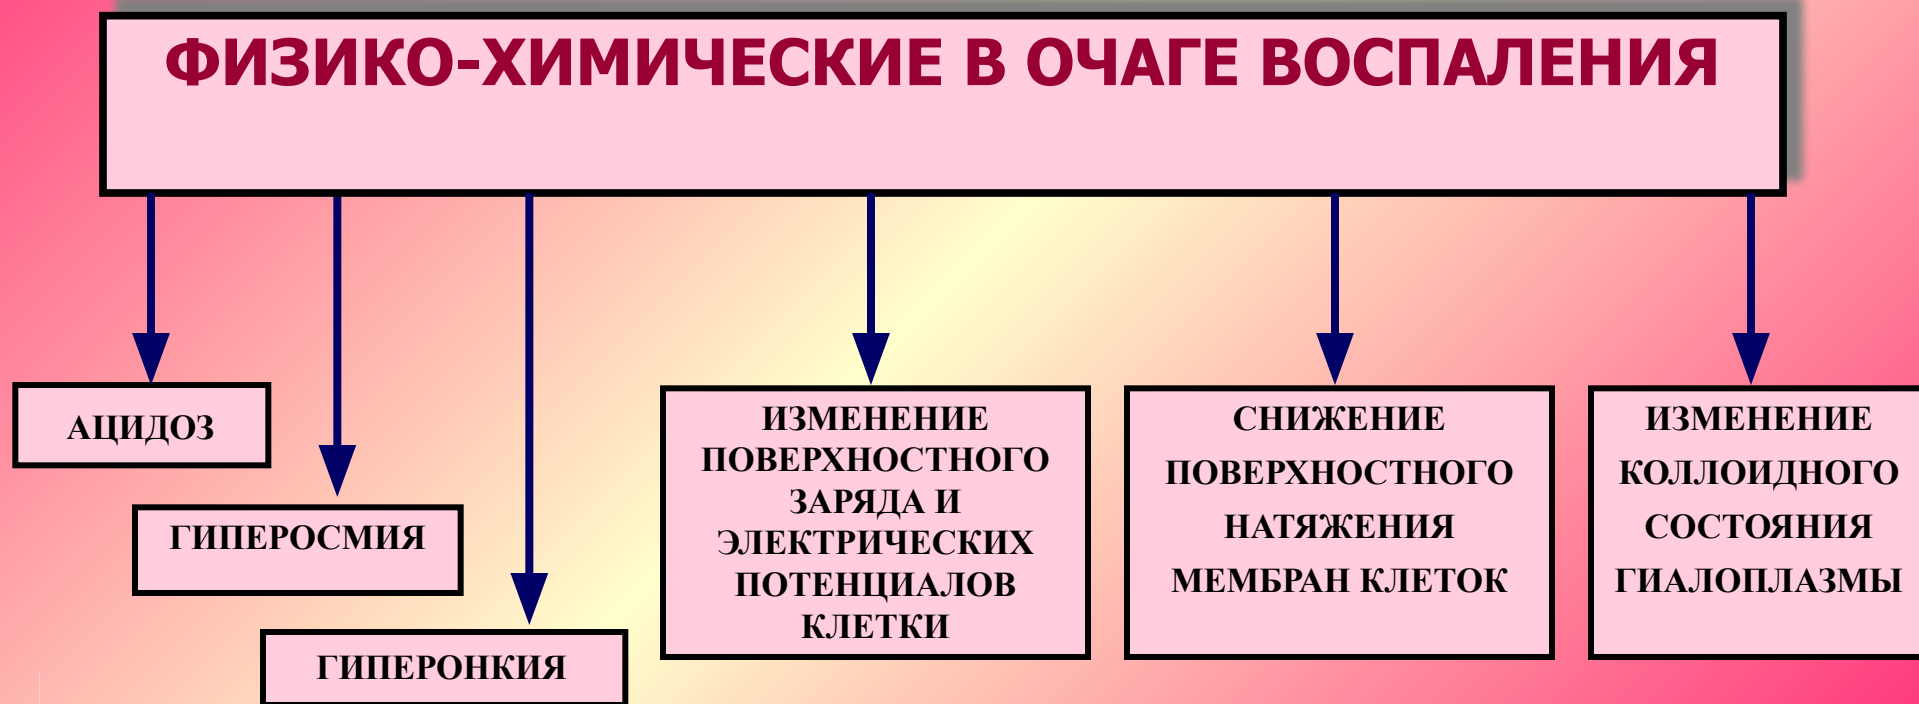 ФИЗИКО-ХИМИЧЕСКИЕ В ОЧАГЕ ВОСПАЛЕНИЯ
АЦИДОЗ
ГИПЕРОСМИЯ
ГИПЕРОНКИЯ
ИЗМЕНЕНИЕ
ПОВЕРХНОСТНОГО
ЗАРЯДА И
ЭЛЕКТРИЧЕСКИХ
ПОТЕНЦИАЛОВ
КЛЕТКИ
СНИЖЕНИЕ
ПОВЕРХНОСТНОГО
НАТЯЖЕНИЯ
МЕМБРАН КЛЕТОК
ИЗМЕНЕНИЕ
КОЛЛОИДНОГО
СОСТОЯНИЯ
ГИАЛОПЛАЗМЫ